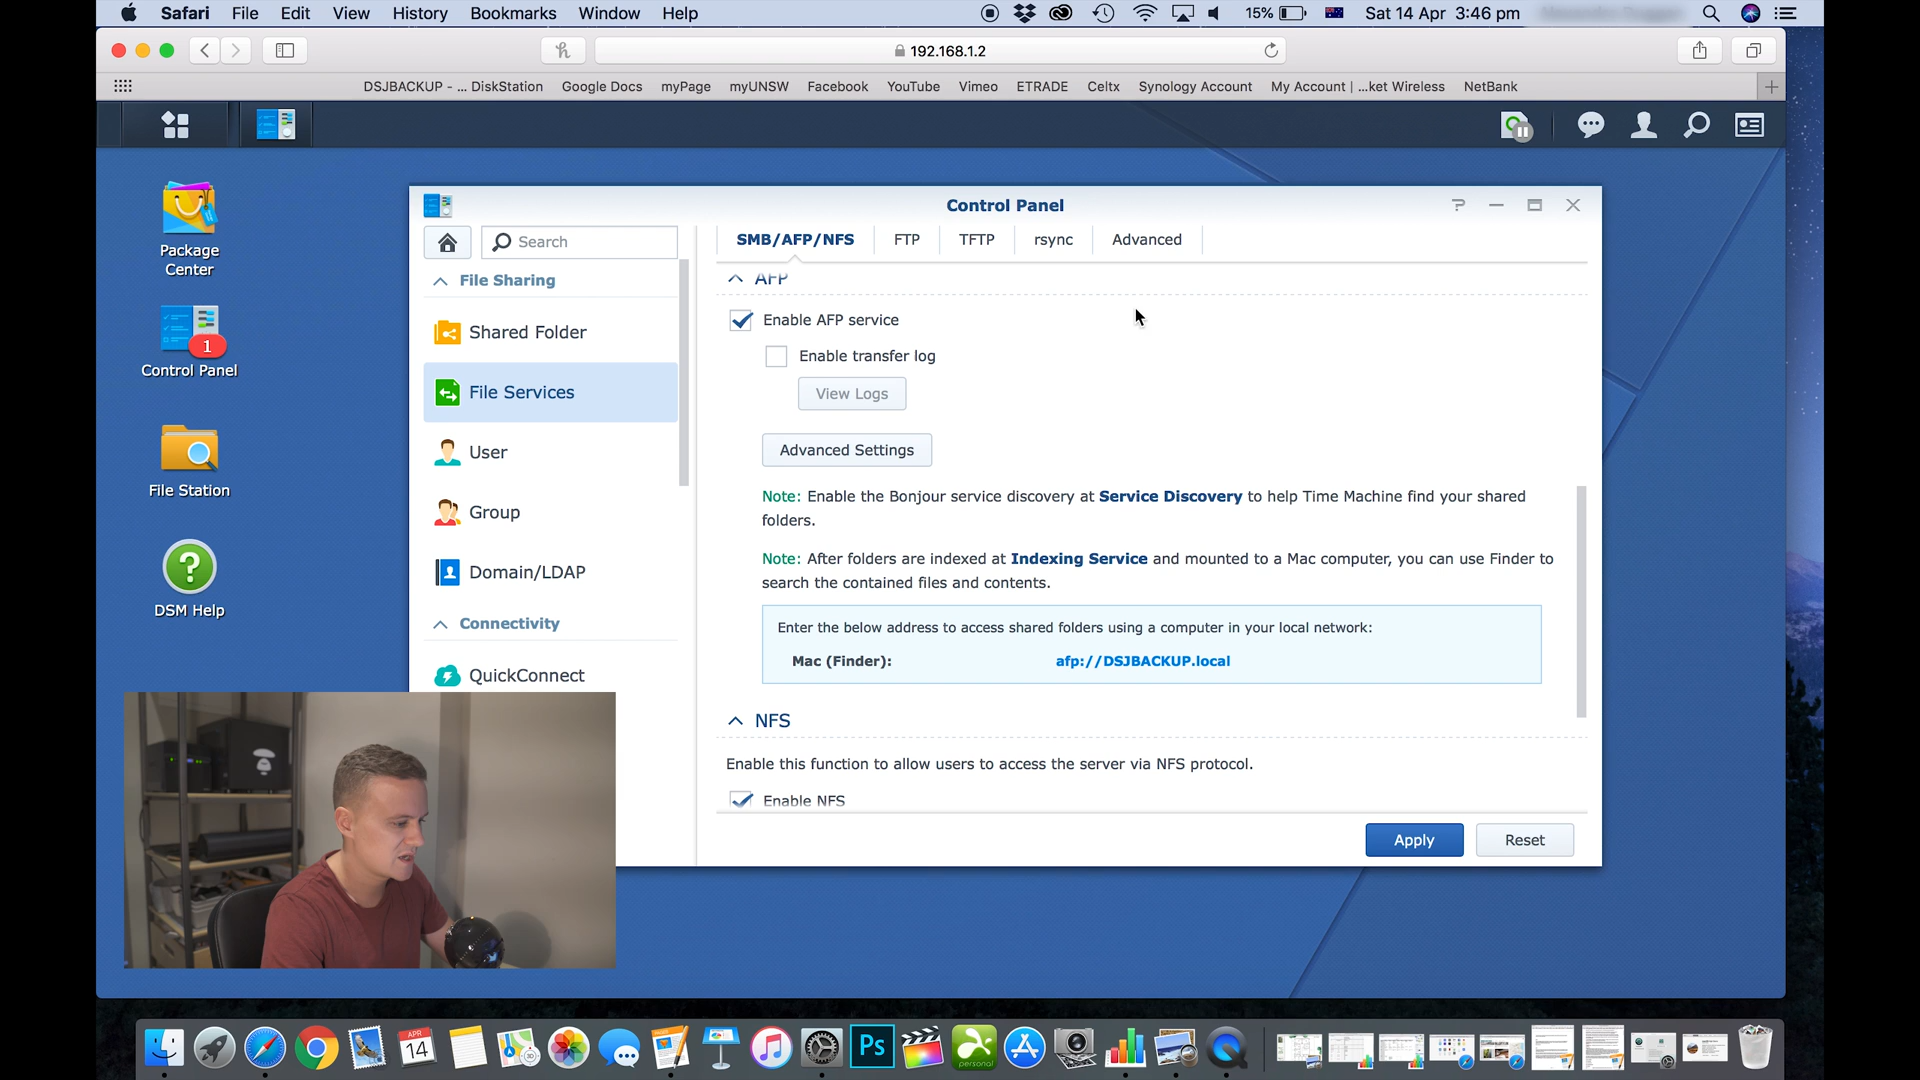 Safari File Edit View History Bookmarks Window Help 15% Sat 14 Apr 3:46 pm
192.168.1.2
DSJBACKUP - ... DiskStation Google Docs myPage myUNSW Facebook YouTube Vimeo ETRADE Celtx Synology Account My Account | ...ket Wireless NetBank
Package
Center
1
Control Panel
File Station
DSM Help
Control Panel
Search
File Sharing
Shared Folder
File Services
User
Group
Domain/LDAP
Connectivity
QuickConnect
SMB/AFP/NFS FTP TFTP rsync Advanced
AFP
Enable AFP service
Enable transfer log
View Logs
Advanced Settings
Note: Enable the Bonjour service discovery at Service Discovery to help Time Machine find your shared
folders.
Note: After folders are indexed at Indexing Service and mounted to a Mac computer, you can use Finder to
search the contained files and contents.
Enter the below address to access shared folders using a computer in your local network:
Mac (Finder): afp://DSJBACKUP.local
NFS
Enable this function to allow users to access the server via NFS protocol.
Enable NFS
Apply Reset
APR
14
Ps
personal